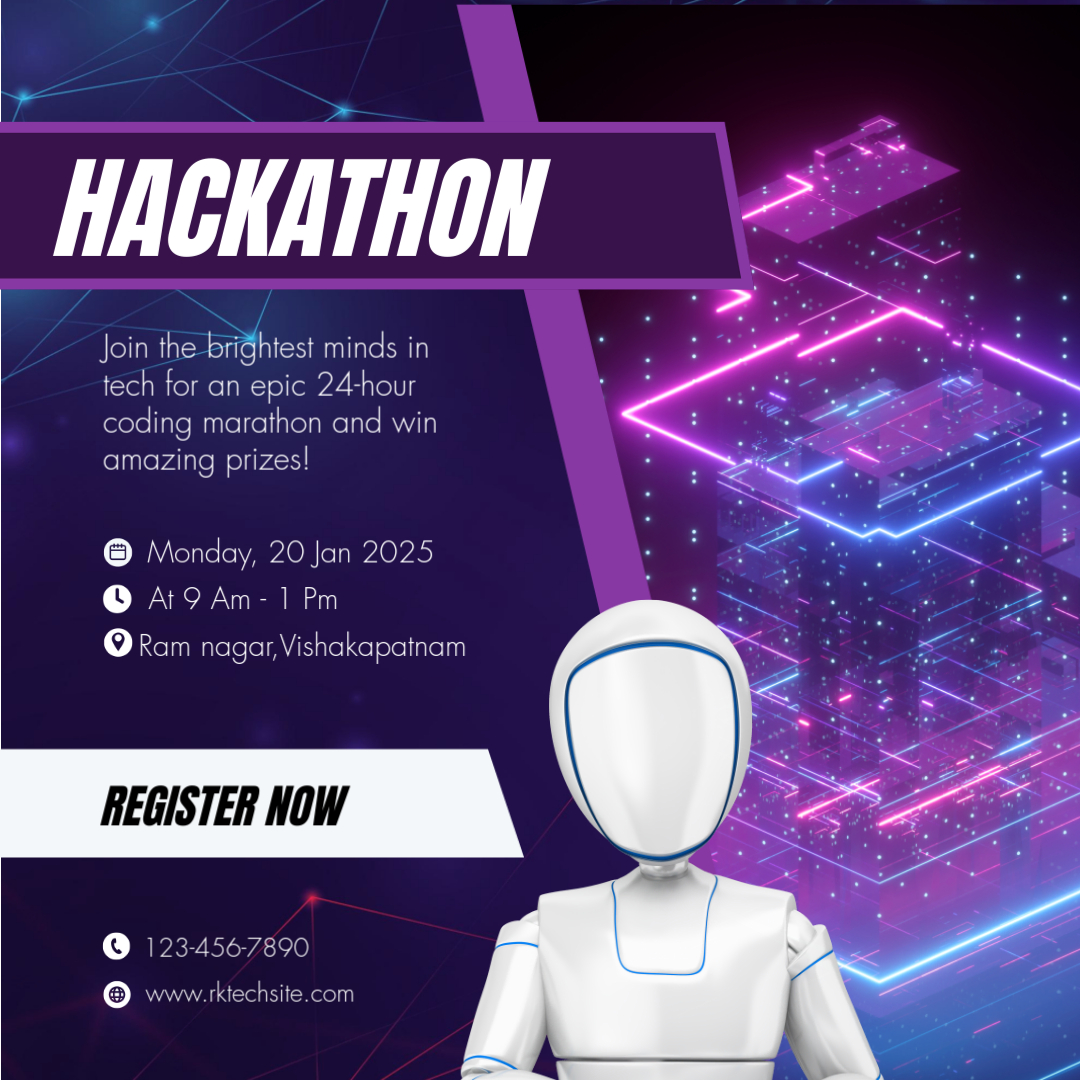 HACKATHON
Join the brightest minds in
tech for an epic 24-hour
coding marathon and win
amazing prizes!
Monday, 20 Jan 2025
At 9 Am - 1 Pm
Ram nagar,Vishakapatnam
REGISTER NOW
123-456-7890
www.rktechsite.com